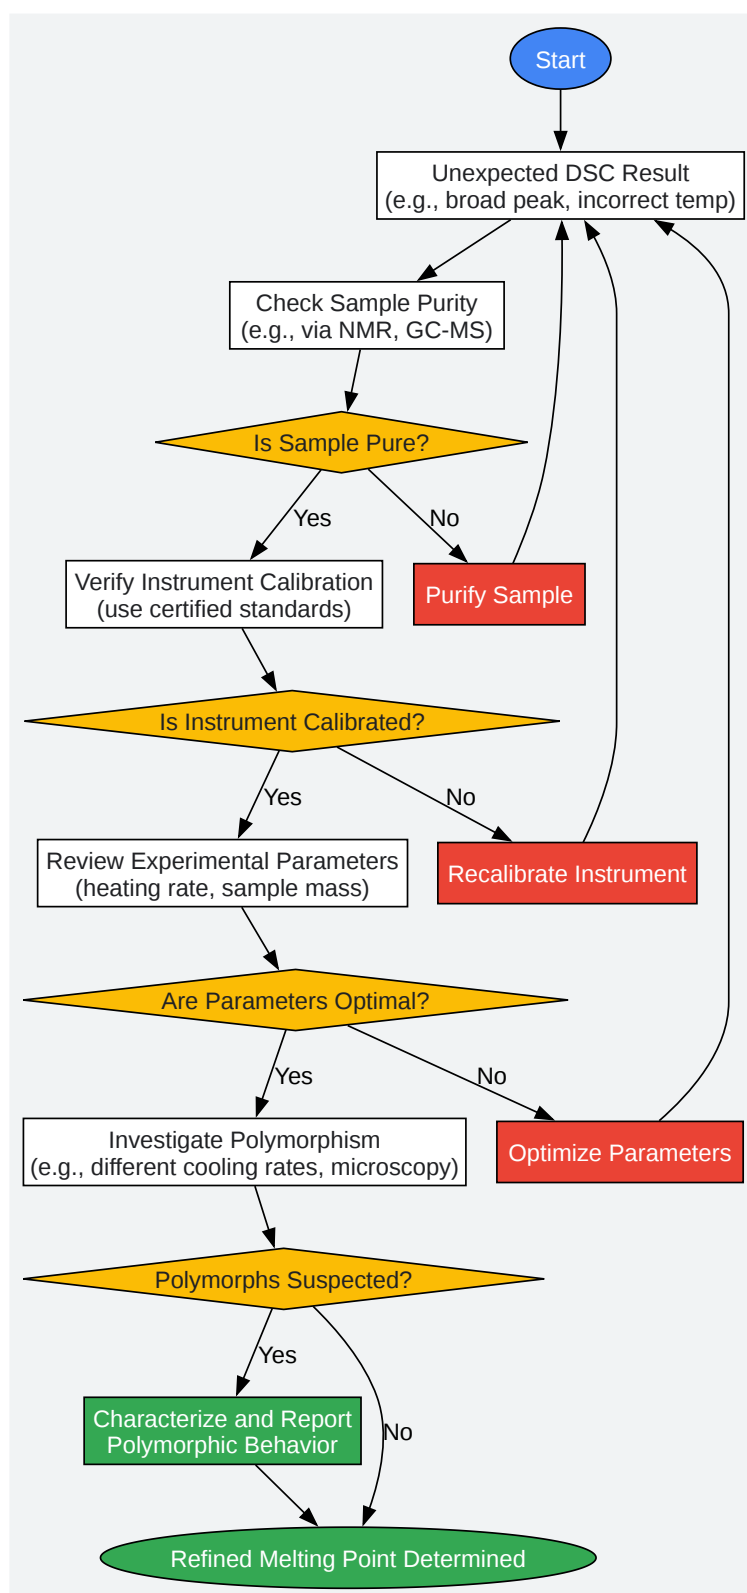 Start
Unexpected DSC Result
(e.g., broad peak, incorrect temp)
Check Sample Purity
(e.g., via NMR, GC-MS)
Is Sample Pure?
Yes
No
Verify Instrument Calibration
(use certified standards)
Purify Sample
Is Instrument Calibrated?
Yes
No
Review Experimental Parameters
(heating rate, sample mass)
Recalibrate Instrument
Are Parameters Optimal?
Yes
No
Investigate Polymorphism
(e.g., different cooling rates, microscopy)
Optimize Parameters
Polymorphs Suspected?
Yes
Characterize and Report
Polymorphic Behavior
No
Refined Melting Point Determined